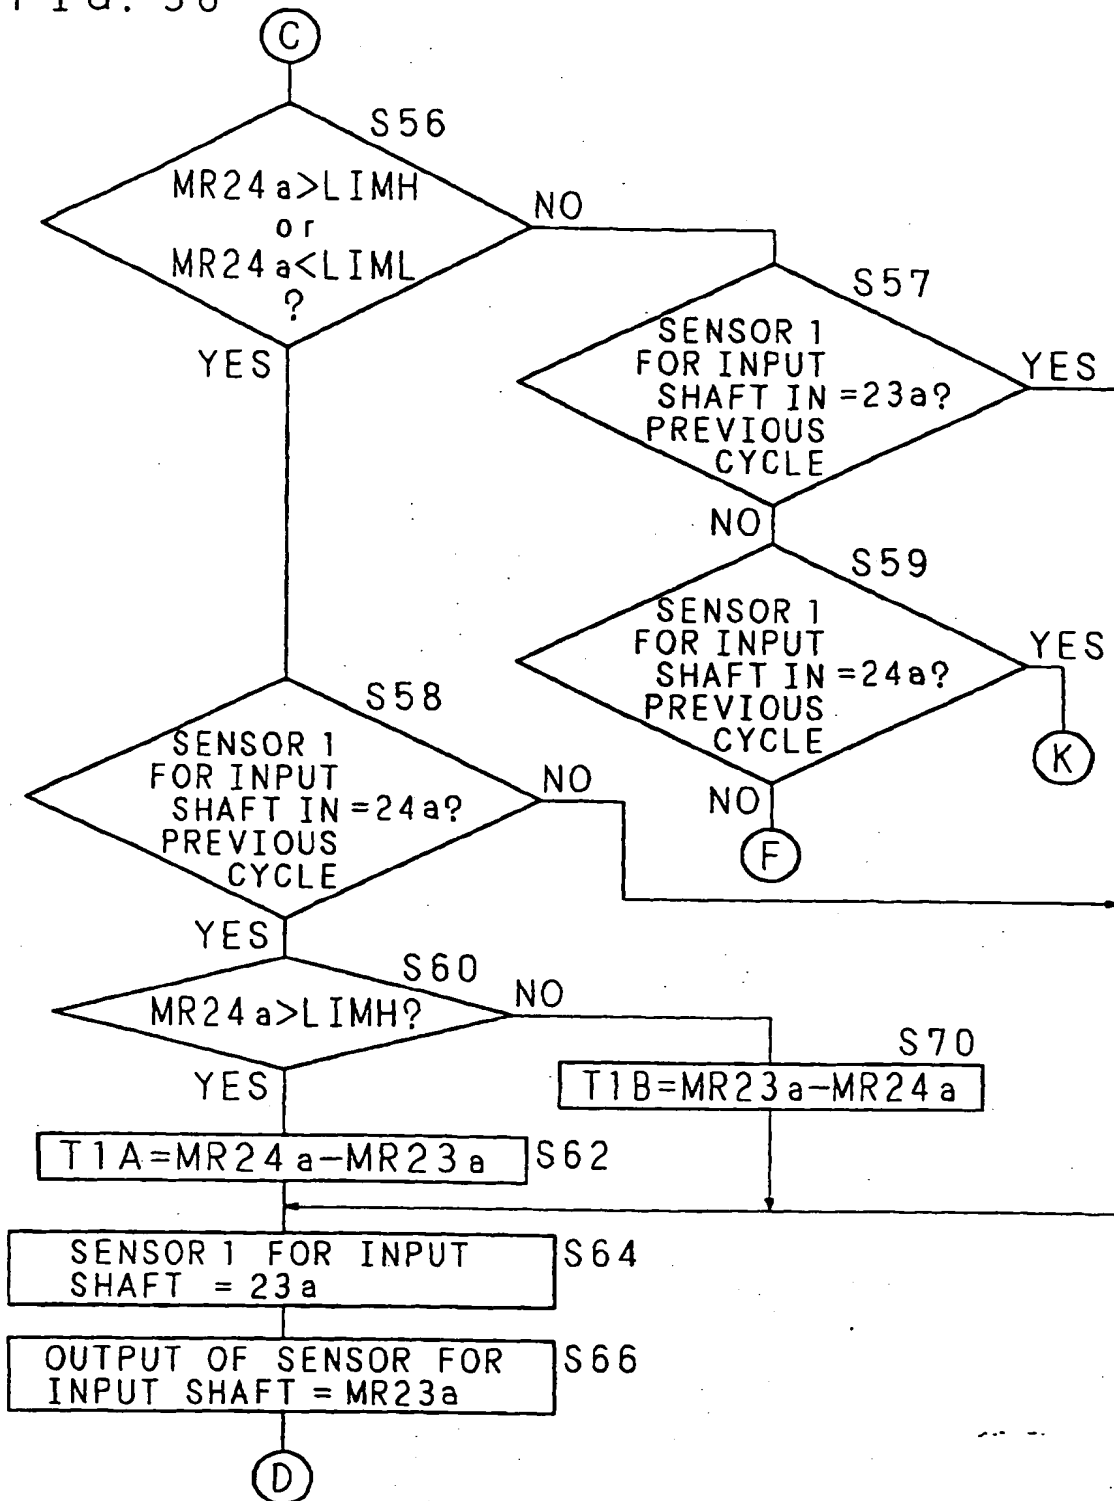 C
S56
MR24a>LIMH
or
MR24a<LIML
?
NO
YES
S57
SENSOR 1
FOR INPUT
SHAFT IN =23a?
PREVIOUS
CYCLE
YES
NO
S59
SENSOR 1
FOR INPUT
SHAFT IN =24a?
PREVIOUS
CYCLE
YES
K
NO
F
S58
SENSOR 1
FOR INPUT
SHAFT IN =24a?
PREVIOUS
CYCLE
NO
YES
S60
MR24a>LIMH?
NO
YES
S70
T1B=MR23a-MR24a
T1A=MR24a-MR23a
S62
SENSOR 1 FOR INPUT
SHAFT = 23a
S64
OUTPUT OF SENSOR FOR
INPUT SHAFT = MR23a
S66
D